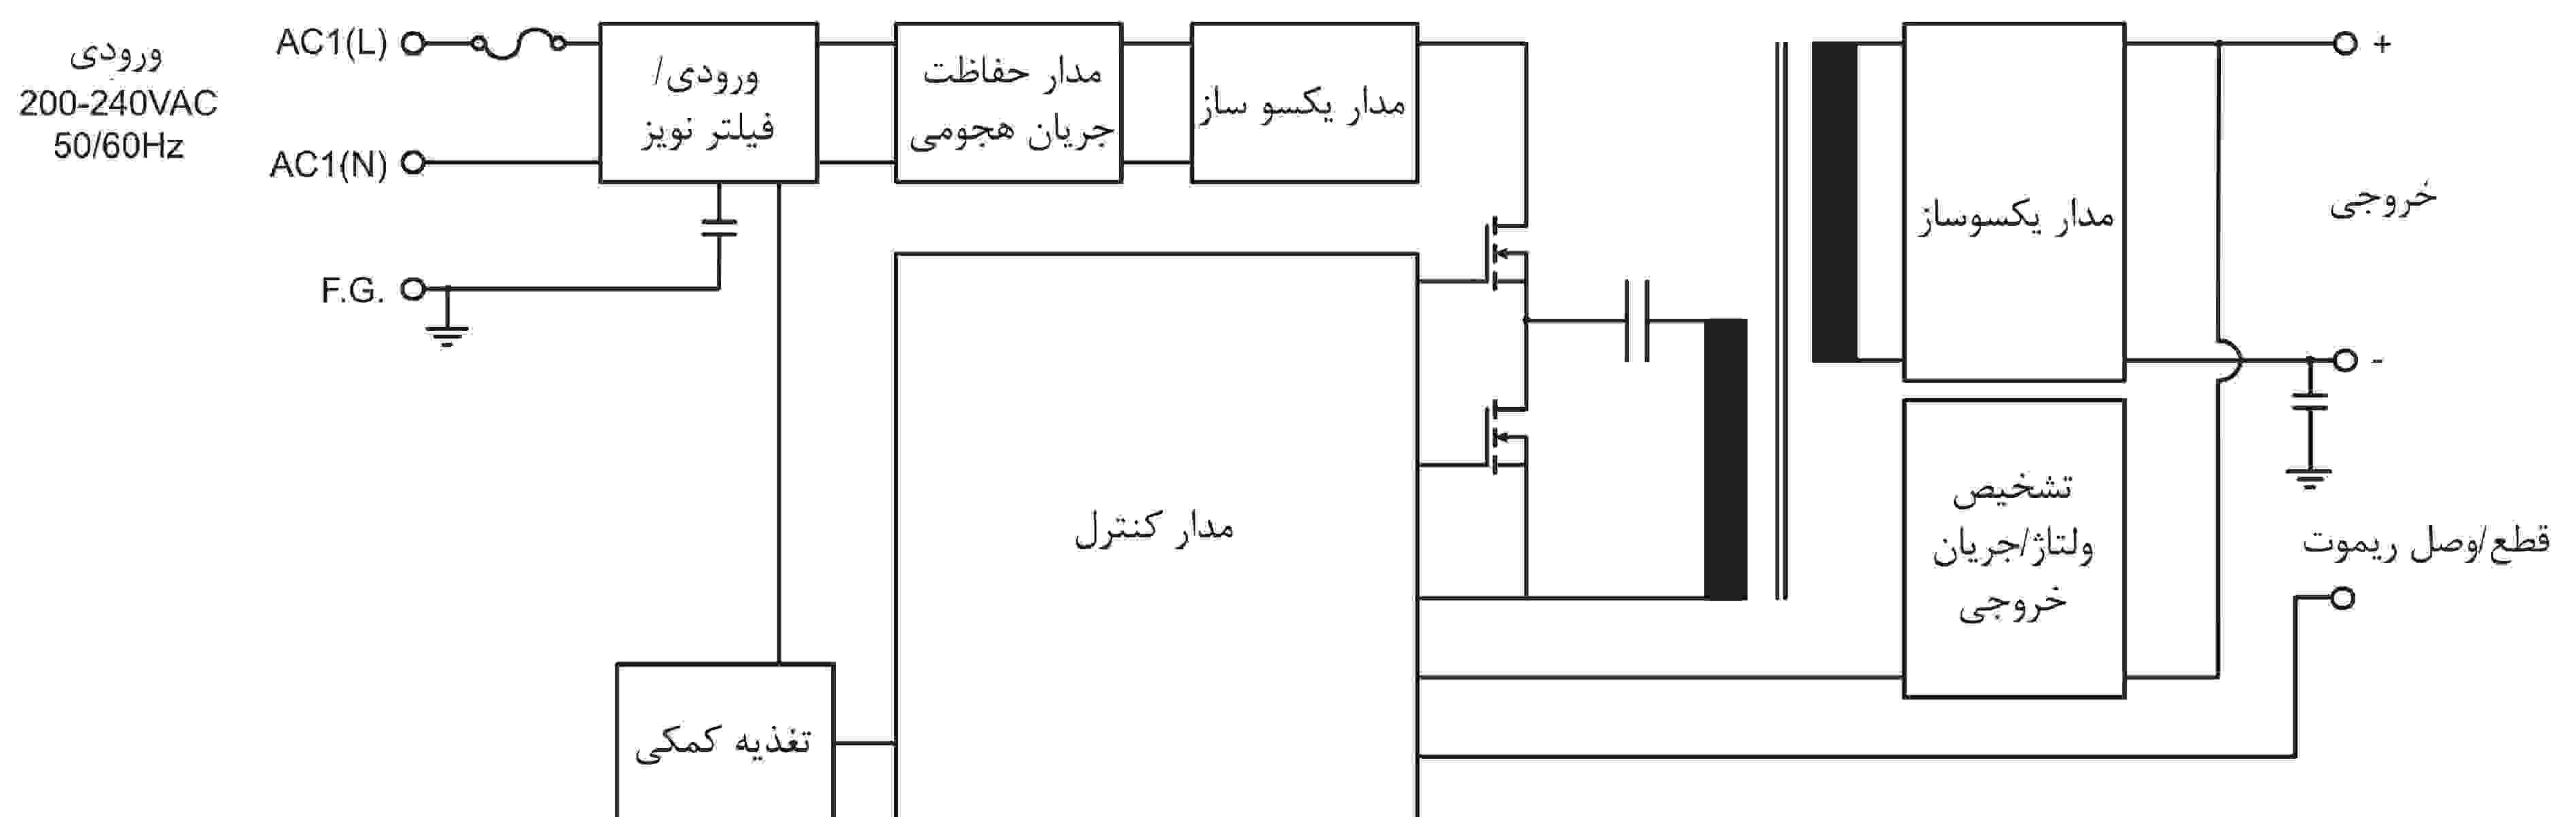 ورودی
200-240VAC
50/60Hz
AC1(L)
AC1(N)
F.G.
ورودی/
فیلتر نویز
مدار حفاظت
جریان هجومی
مدار یکسو ساز
مدار یکسوساز
+
خروجی
-
تشخیص
ولتاژ/جریان
خروجی
قطع/وصل ریموت
مدار کنترل
تغذیه کمکی